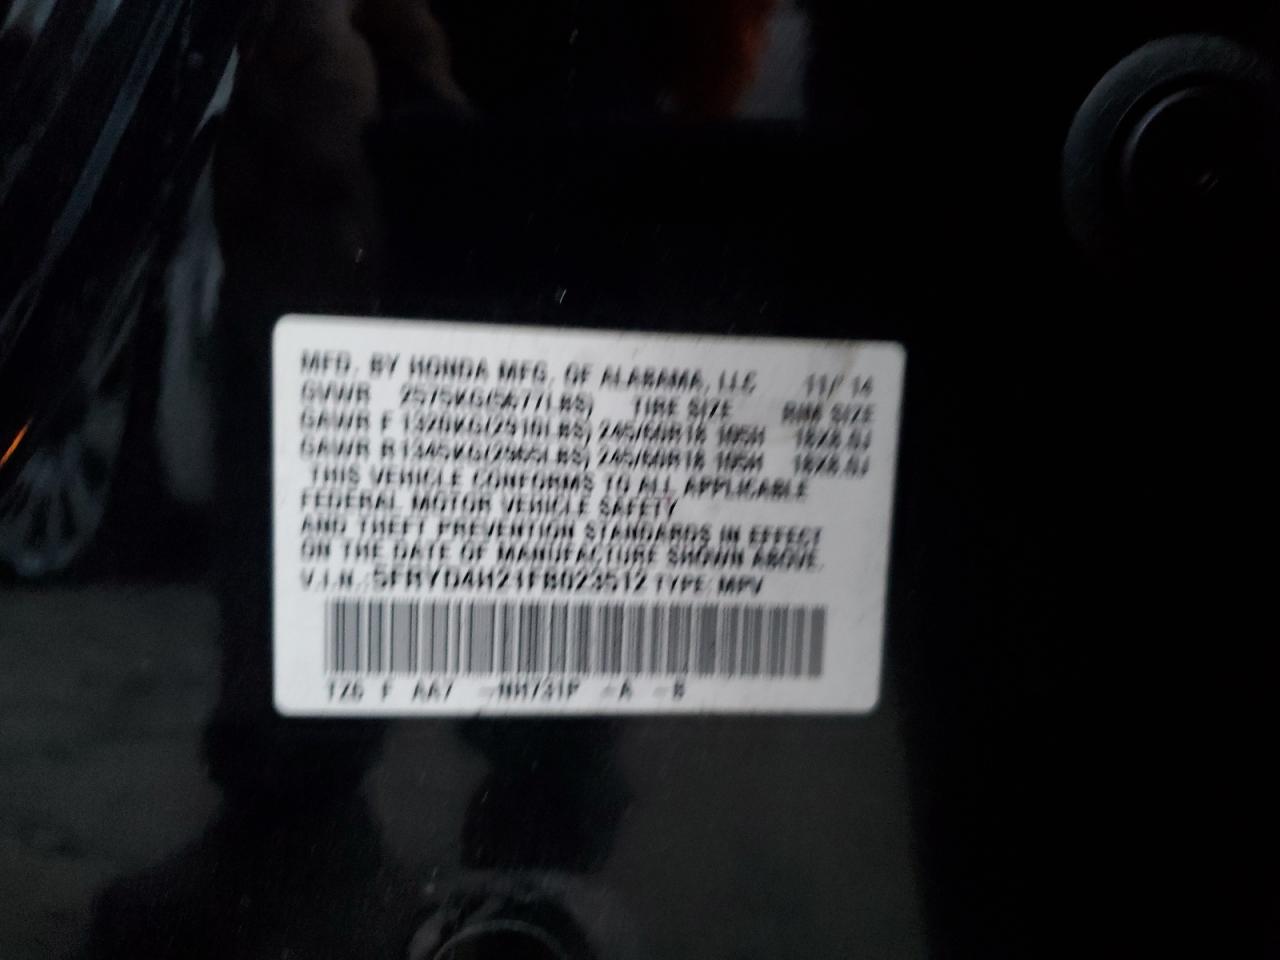 MFD. BY HONDA MFG. OF ALABAMA, LLC 11/ 14
GVWR 2575KG(5677LBS) TIRE SIZE RIM SIZE
GAWR F 1320KG(2910LBS) 245/60R18 105H 18X8.0J
GAWR R 1345KG(2965LBS) 245/60R18 105H 18X8.0J
THIS VEHICLE CONFORMS TO ALL APPLICABLE
FEDERAL MOTOR VEHICLE SAFETY
AND THEFT PREVENTION STANDARDS IN EFFECT
ON THE DATE OF MANUFACTURE SHOWN ABOVE.
V.I.N.:5FRYD4H21FB023512 TYPE: MPV
TZ5 F AA7 -NH731P -A -B